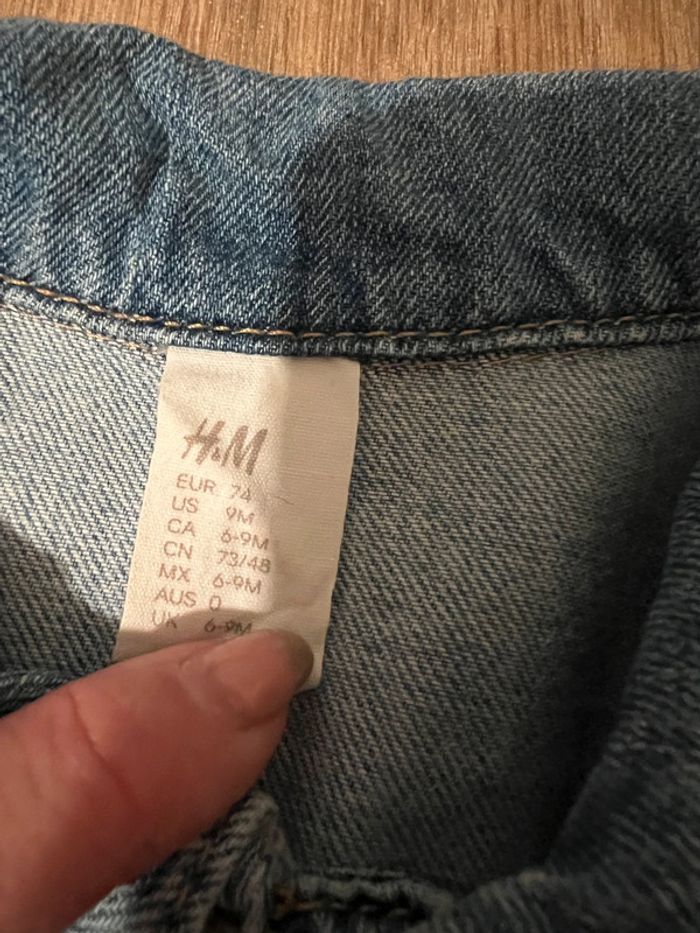 H&M
EUR 74
US 9M
CA 6-9M
CN 73/48
MX 6-9M
AUS 0
UK 6-9M